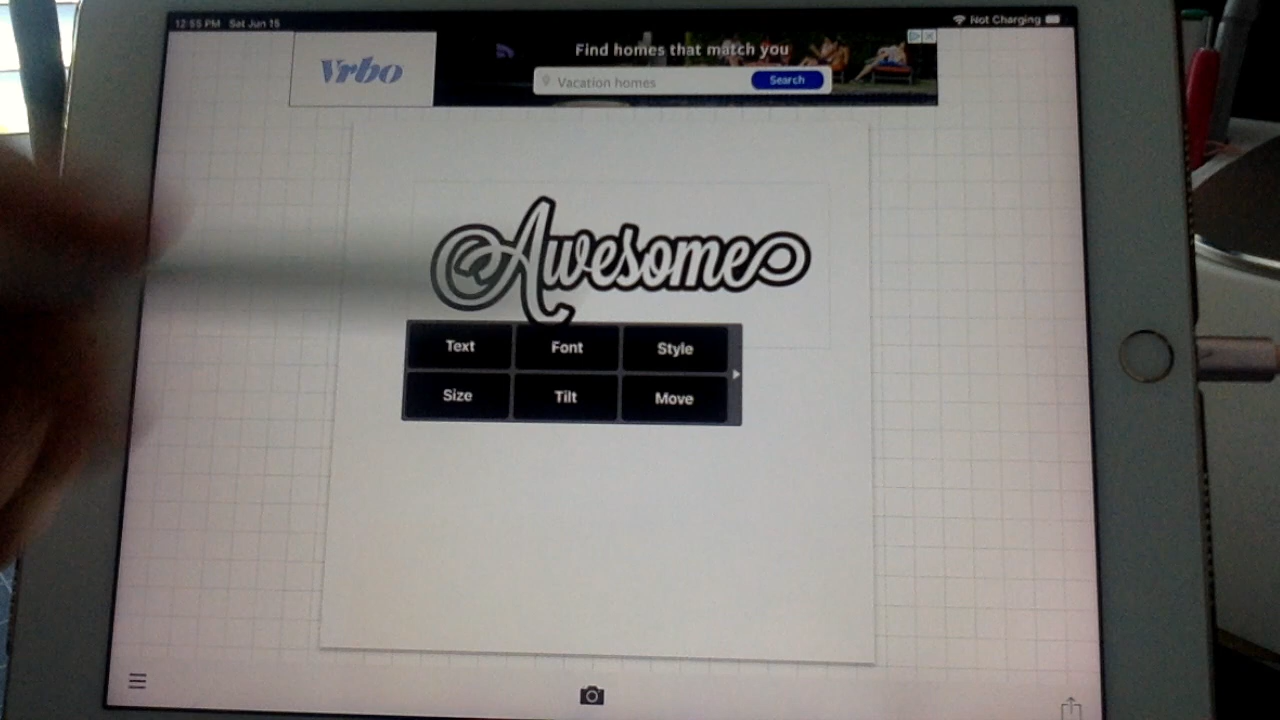 12:55 PM Sat Jun 15
Not Charging
Vrbo
Find homes that match you
Vacation homes
Search
Awesome
Text Font Style
Size Tilt Move